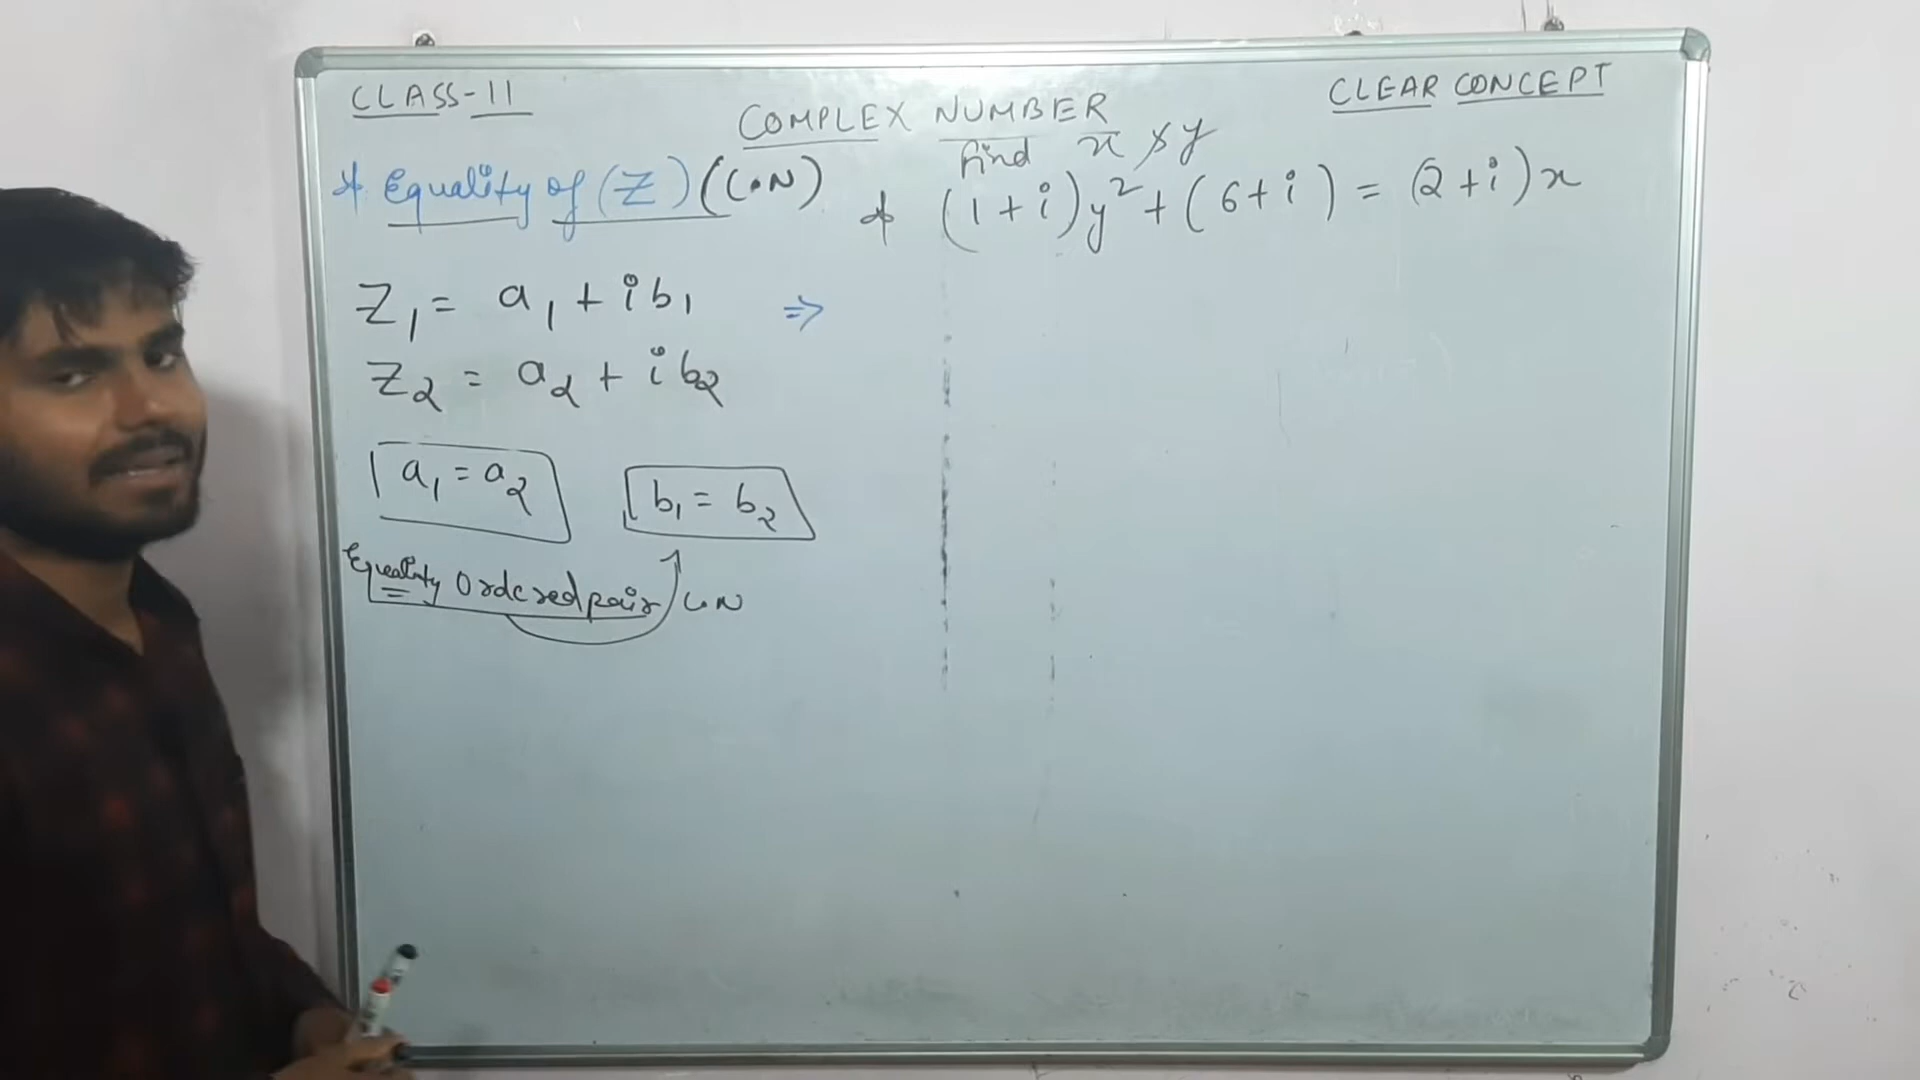 CLASS-11
COMPLEX NUMBER
CLEAR CONCEPT
* Equality of (Z) (C.N)
Z₁ = a₁ + ib₁ ⇒
Z₂ = a₂ + ib₂
a₁ = a₂ b₁ = b₂
Equality Ordered pair / C.N
find x & y
* (1+i)y² + (6+i) = (2+i)x